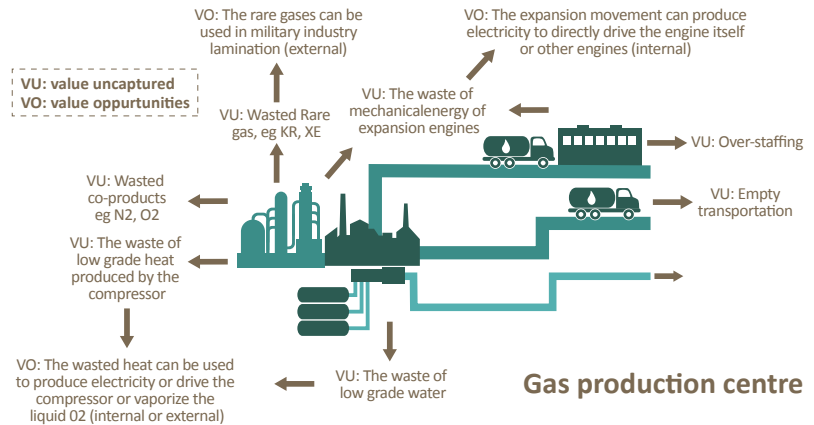 VO: The rare gases can be
used in military industry
lamination (external)
VO: The expansion movement can produce
electricity to directly drive the engine itself
or other engines (internal)
VU: value uncaptured
VO: value oppurtunities
VU: Wasted Rare
gas, eg KR, XE
VU: The waste of
mechanicalenergy of
expansion engines
VU: Over-staffing
VU: Wasted
co-products
eg N2, O2
VU: Empty
transportation
VU: The waste of
low grade heat
produced by the
compressor
VO: The wasted heat can be used
to produce electricity or drive the
compressor or vaporize the
liquid 02 (internal or external)
VU: The waste of
low grade water
Gas production centre